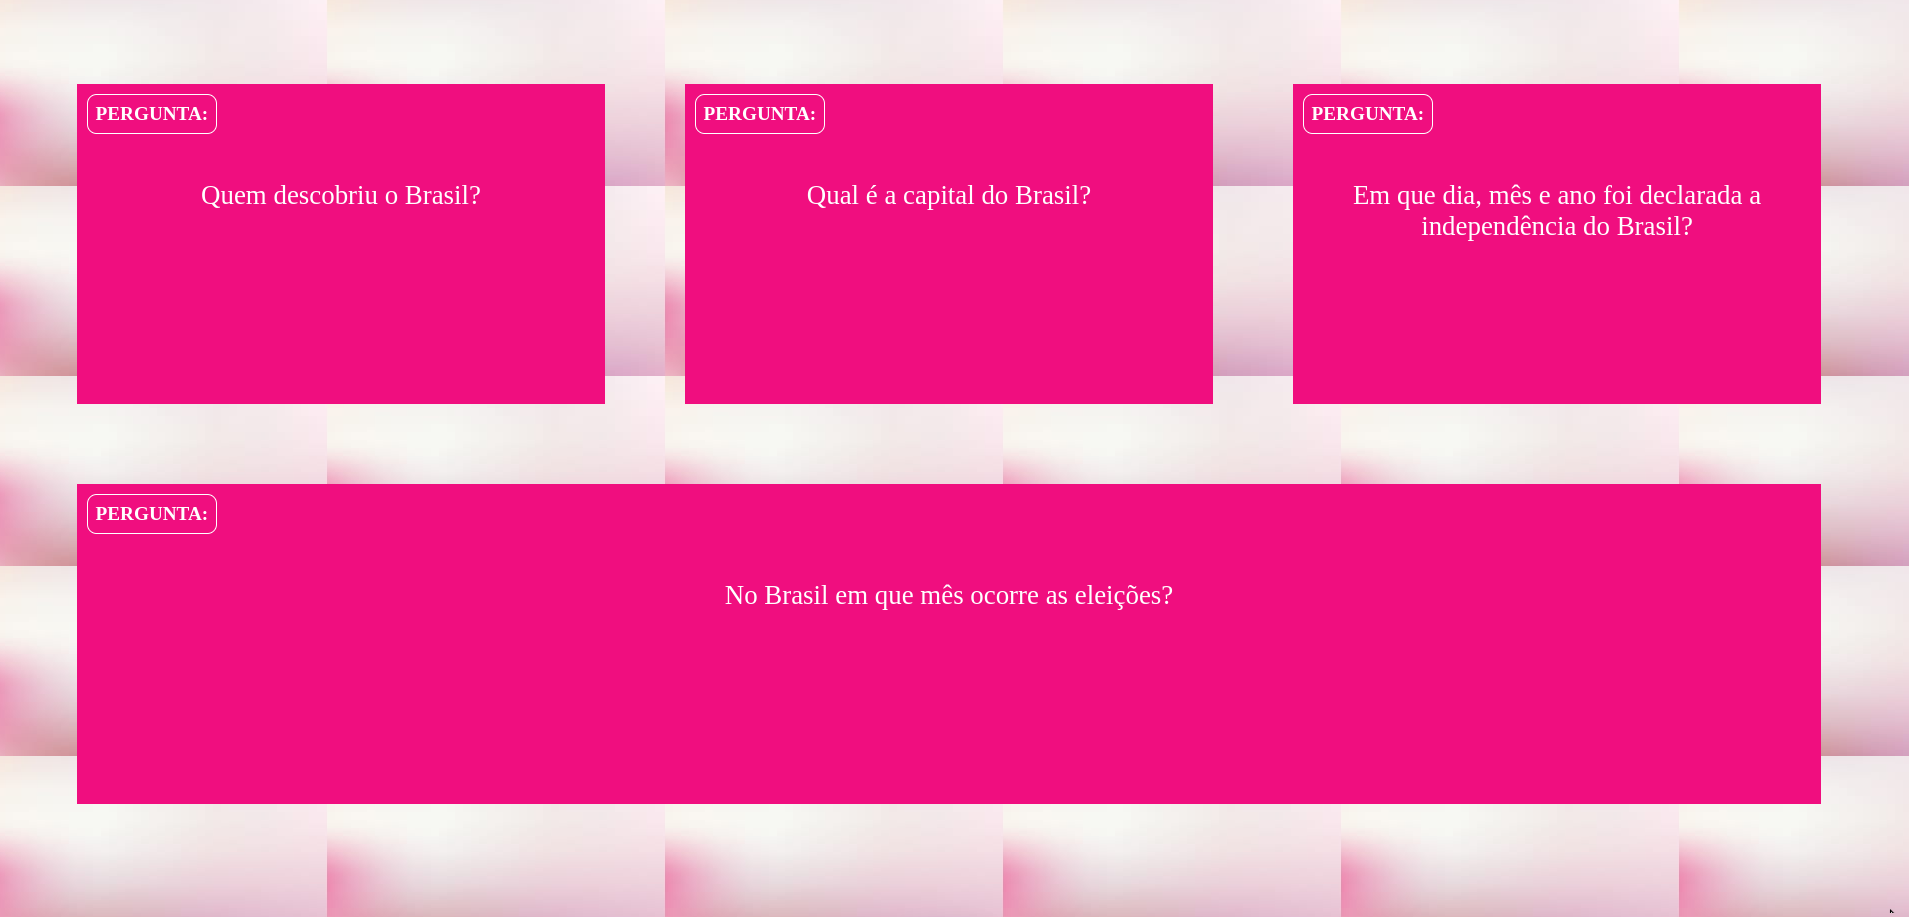 PERGUNTA:
Quem descobriu o Brasil?
PERGUNTA:
Qual é a capital do Brasil?
PERGUNTA:
Em que dia, mês e ano foi declarada a
independência do Brasil?
PERGUNTA:
No Brasil em que mês ocorre as eleições?